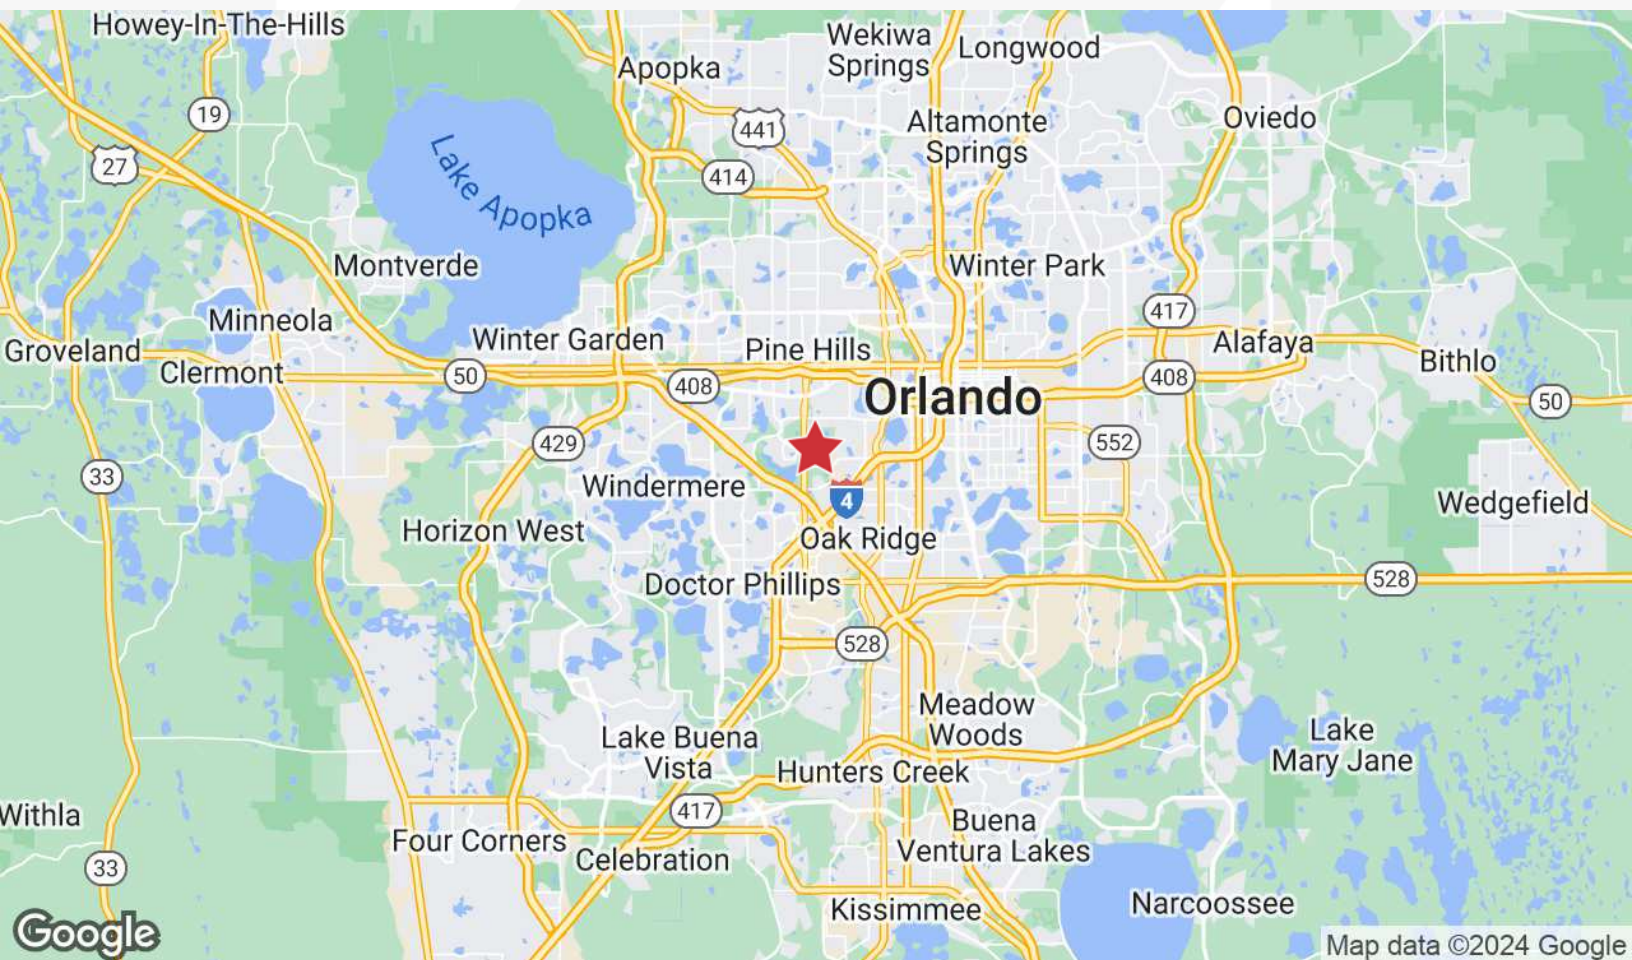 Howey-In-The-Hills
Wekiwa
Springs
Longwood
Apopka
19
441
Altamonte
Springs
Oviedo
27
414
Lake Apopka
Montverde
Winter Park
Minneola
417
Winter Garden
Pine Hills
Alafaya
Groveland
Clermont
50
408
Orlando
408
Bithlo
50
429
552
33
Windermere
4
Wedgefield
Horizon West
Oak Ridge
Doctor Phillips
528
528
Meadow
Woods
Lake Buena
Vista
Hunters Creek
Lake
Mary Jane
Withla
417
Four Corners
Celebration
Buena
Ventura Lakes
33
Kissimmee
Narcoossee
Google
Map data ©2024 Google